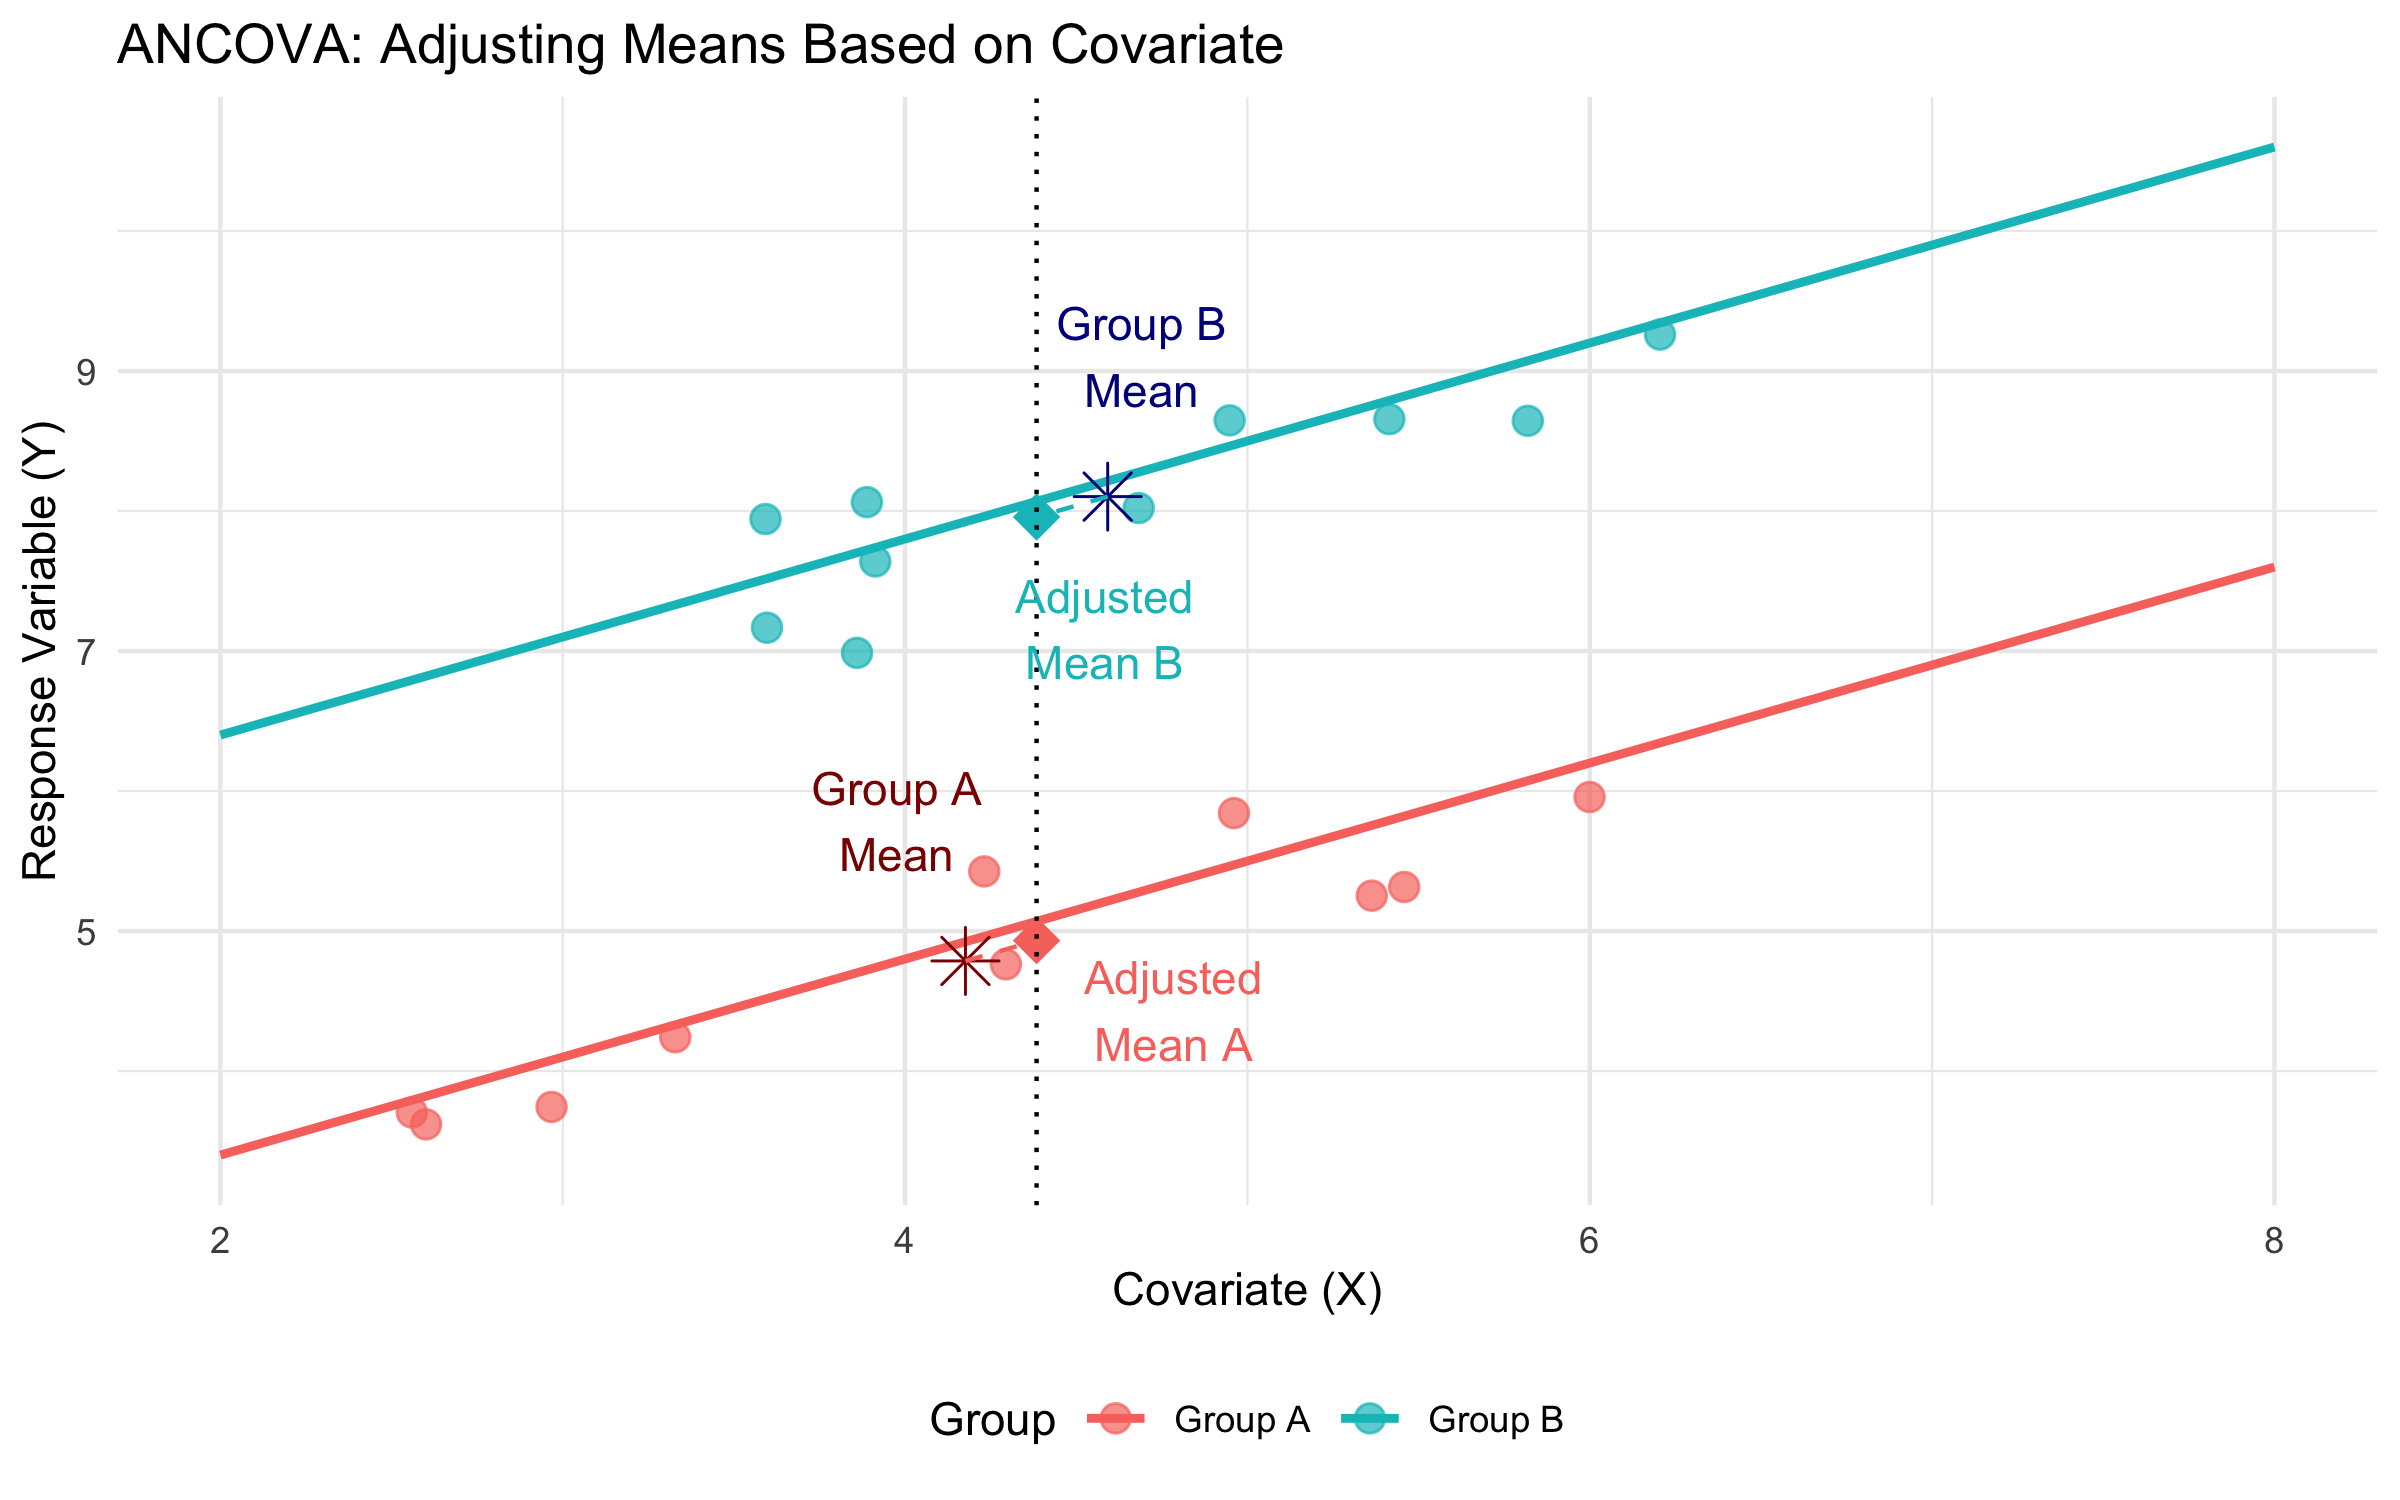 ANCOVA: Adjusting Means Based on Covariate
Response Variable (Y)
9
7
5
Group B
Mean
Adjusted
Mean B
Group A
Mean
Adjusted
Mean A
2 4 6 8
Covariate (X)
Group Group A Group B